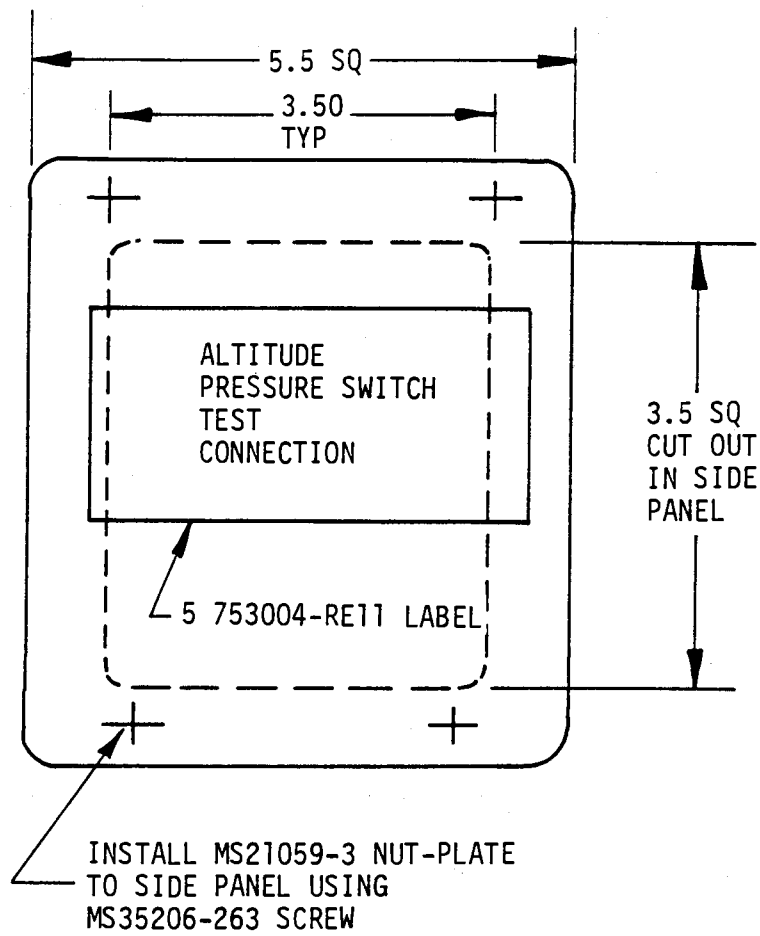 5.5 SQ
3.50
TYP
ALTITUDE
PRESSURE SWITCH
TEST
CONNECTION
3.5 SQ
CUT OUT
IN SIDE
PANEL
5 753004-RE11 LABEL
INSTALL MS21059-3 NUT-PLATE
TO SIDE PANEL USING
MS35206-263 SCREW